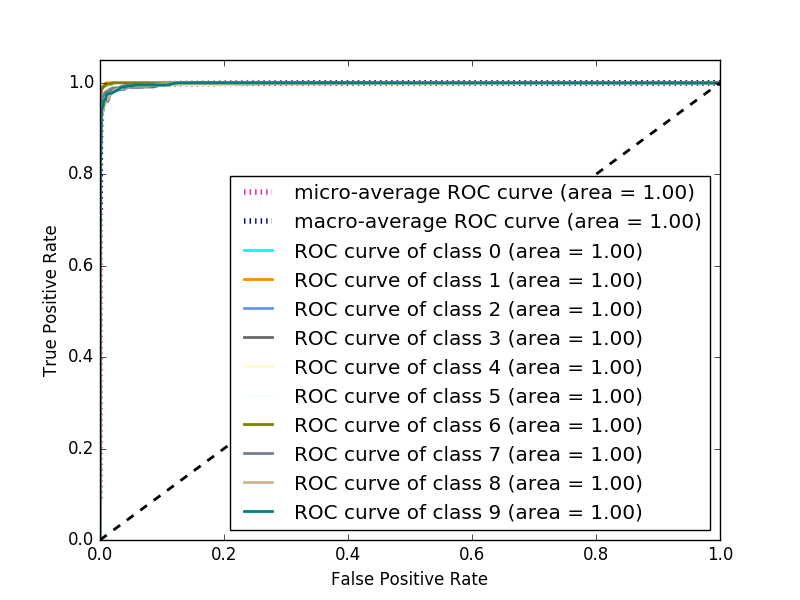 1.0
0.8
0.6
0.4
0.2
0.0
True Positive Rate
micro-average ROC curve (area = 1.00)
macro-average ROC curve (area = 1.00)
ROC curve of class 0 (area = 1.00)
ROC curve of class 1 (area = 1.00)
ROC curve of class 2 (area = 1.00)
ROC curve of class 3 (area = 1.00)
ROC curve of class 4 (area = 1.00)
ROC curve of class 5 (area = 1.00)
ROC curve of class 6 (area = 1.00)
ROC curve of class 7 (area = 1.00)
ROC curve of class 8 (area = 1.00)
ROC curve of class 9 (area = 1.00)
0.0 0.2 0.4 0.6 0.8 1.0
False Positive Rate